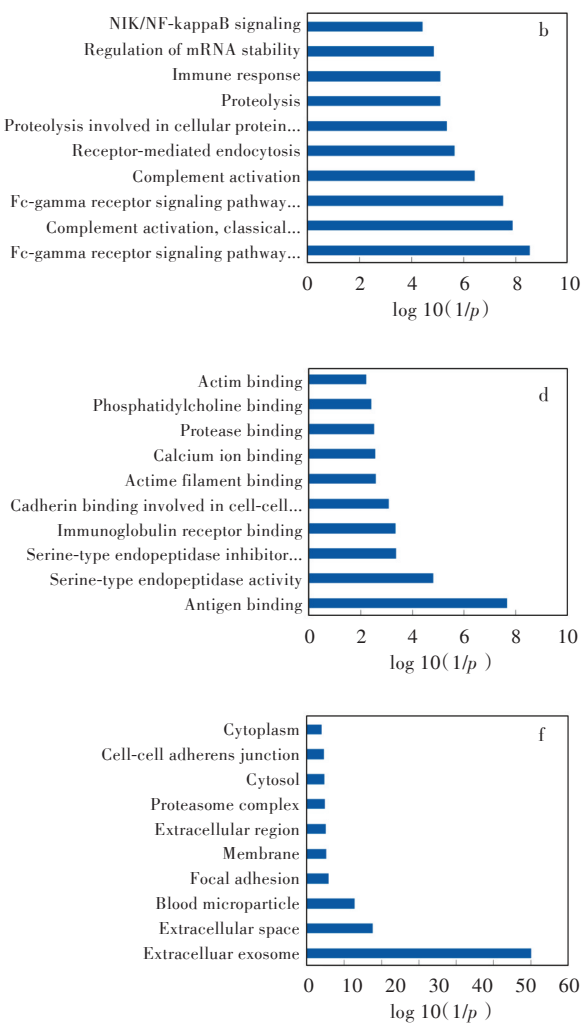 b
NIK/NF-kappaB signaling
Regulation of mRNA stability
Immune response
Proteolysis
Proteolysis involved in cellular protein...
Receptor-mediated endocytosis
Complement activation
Fc-gamma receptor signaling pathway...
Complement activation, classical...
Fc-gamma receptor signaling pathway...
0 2 4 6 8 10
log 10(1/p)
d
Actim binding
Phosphatidylcholine binding
Protease binding
Calcium ion binding
Actime filament binding
Cadherin binding involved in cell-cell...
Immunoglobulin receptor binding
Serine-type endopeptidase inhibitor...
Serine-type endopeptidase activity
Antigen binding
0 2 4 6 8 10
log 10(1/p )
f
Cytoplasm
Cell-cell adherens junction
Cytosol
Proteasome complex
Extracellular region
Membrane
Focal adhesion
Blood microparticle
Extracellular space
Extracelluar exosome
0 10 20 30 40 50 60
log 10(1/p )